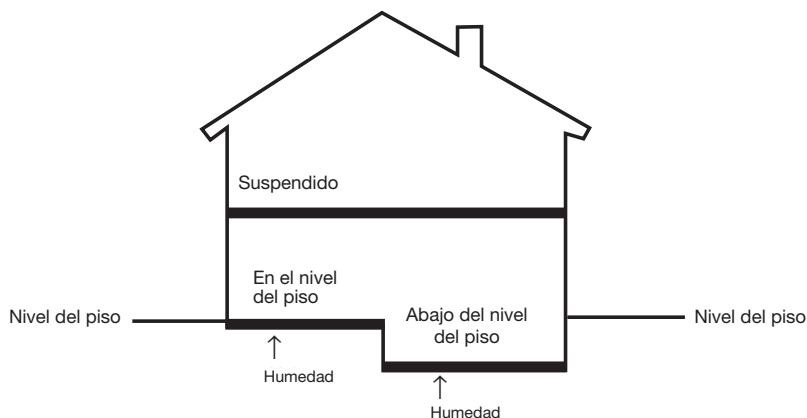 Suspendido
En el nivel
del piso
Nivel del piso
Abajo del nivel
del piso
Nivel del piso
Humedad
Humedad